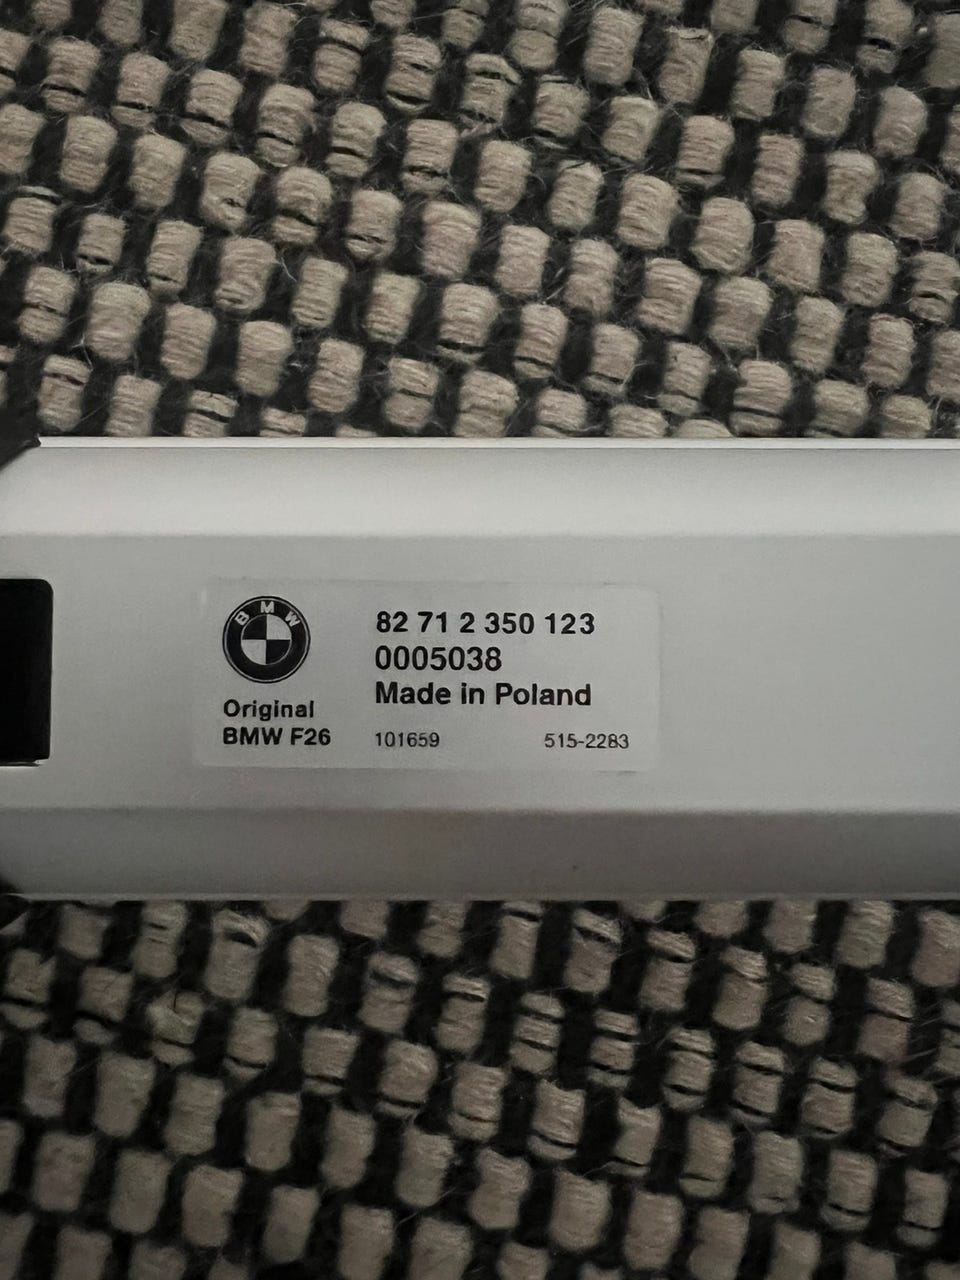 BMW
Original
BMW F26
82 71 2 350 123
0005038
Made in Poland
101659
515-2283